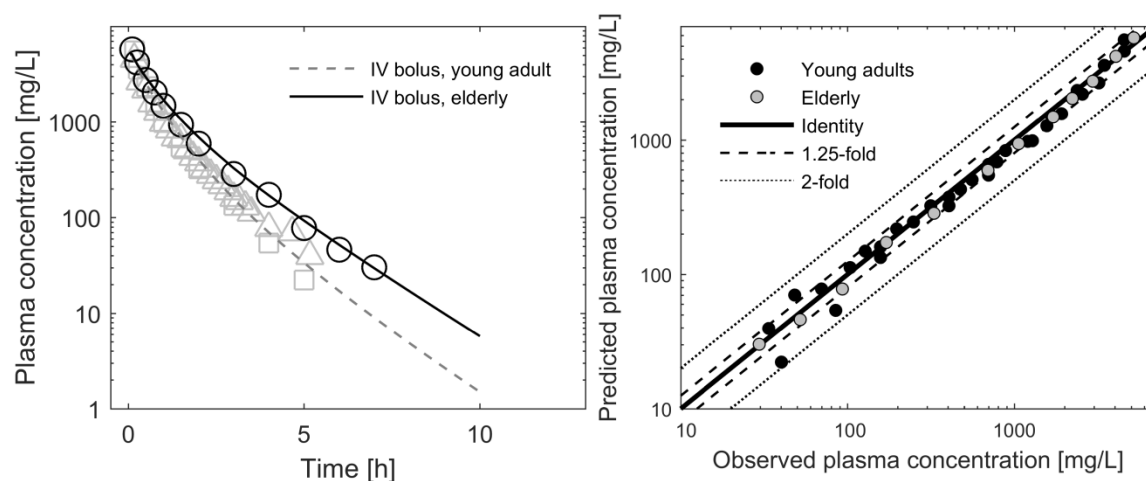 Plasma concentration [mg/L]
1000
100
10
1
0
5
10
Time [h]
IV bolus, young adult
IV bolus, elderly
Predicted plasma concentration [mg/L]
1000
100
10
10
100
1000
Observed plasma concentration [mg/L]
Young adults
Elderly
Identity
1.25-fold
2-fold